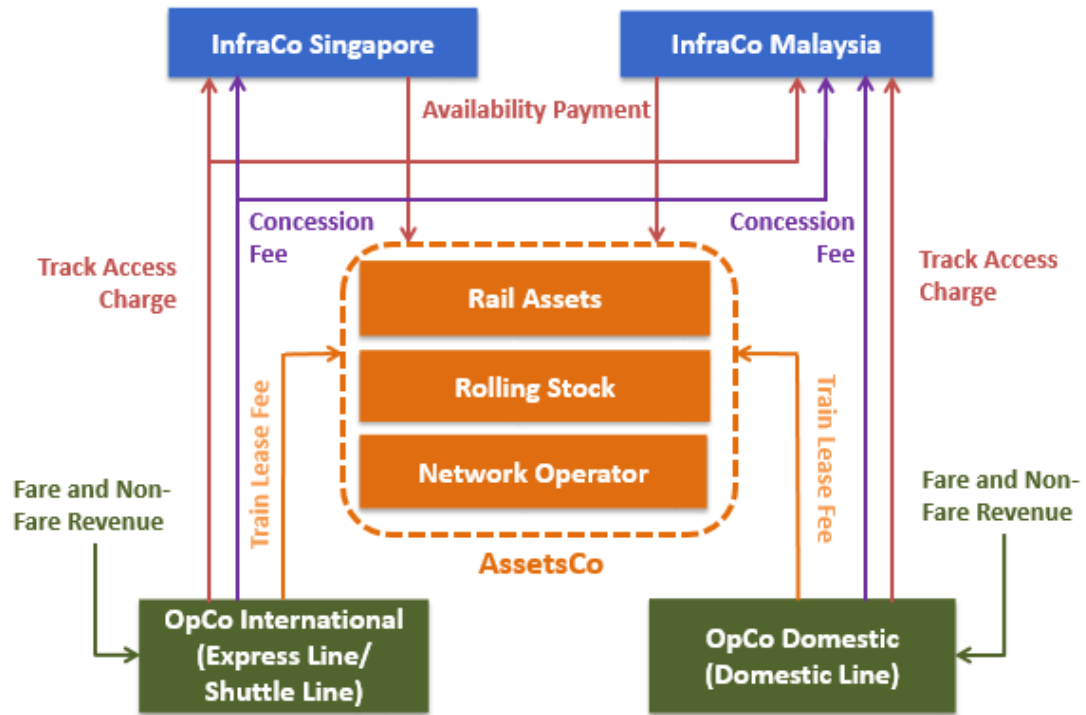 InfraCo Singapore
InfraCo Malaysia
Availability Payment
Concession
Fee
Concession
Fee
Track Access
Charge
Track Access
Charge
Rail Assets
Rolling Stock
Network Operator
AssetsCo
Train Lease Fee
Train Lease Fee
Fare and Non-
Fare Revenue
Fare and Non-
Fare Revenue
OpCo International
(Express Line/
Shuttle Line)
OpCo Domestic
(Domestic Line)